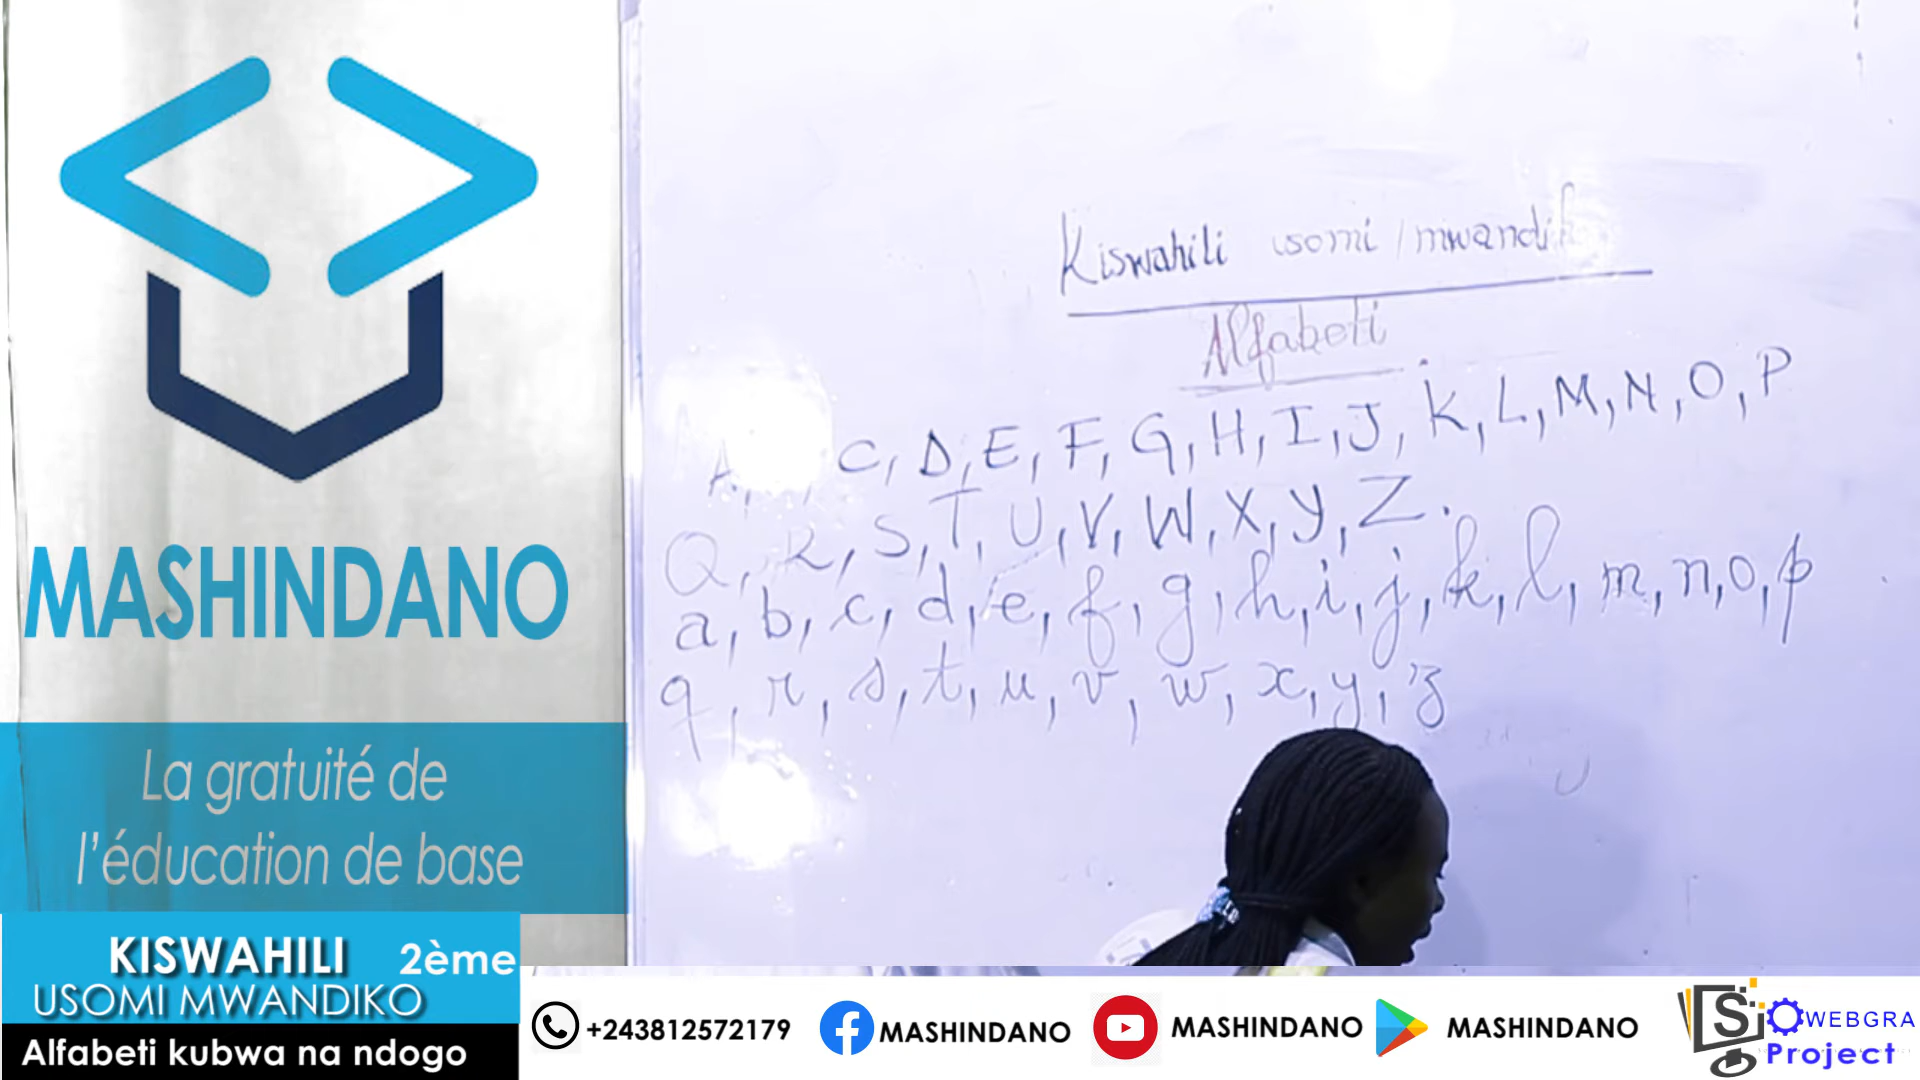 MASHINDANO
La gratuité de
l'éducation de base
KISWAHILI 2ème
USOMI MWANDIKO
Alfabeti kubwa na ndogo
Kiswahili usomi / mwandiko
Alfabeti
A, , C, D, E, F, G, H, I, J, K, L, M, N, O, P
Q, R, S, T, U, V, W, X, Y, Z.
a, b, c, d, e, f, g, h, i, j, k, l, m, n, o, p
q, r, s, t, u, v, w, x, y, z
+243812572179 MASHINDANO MASHINDANO MASHINDANO
WEBGRA
Project